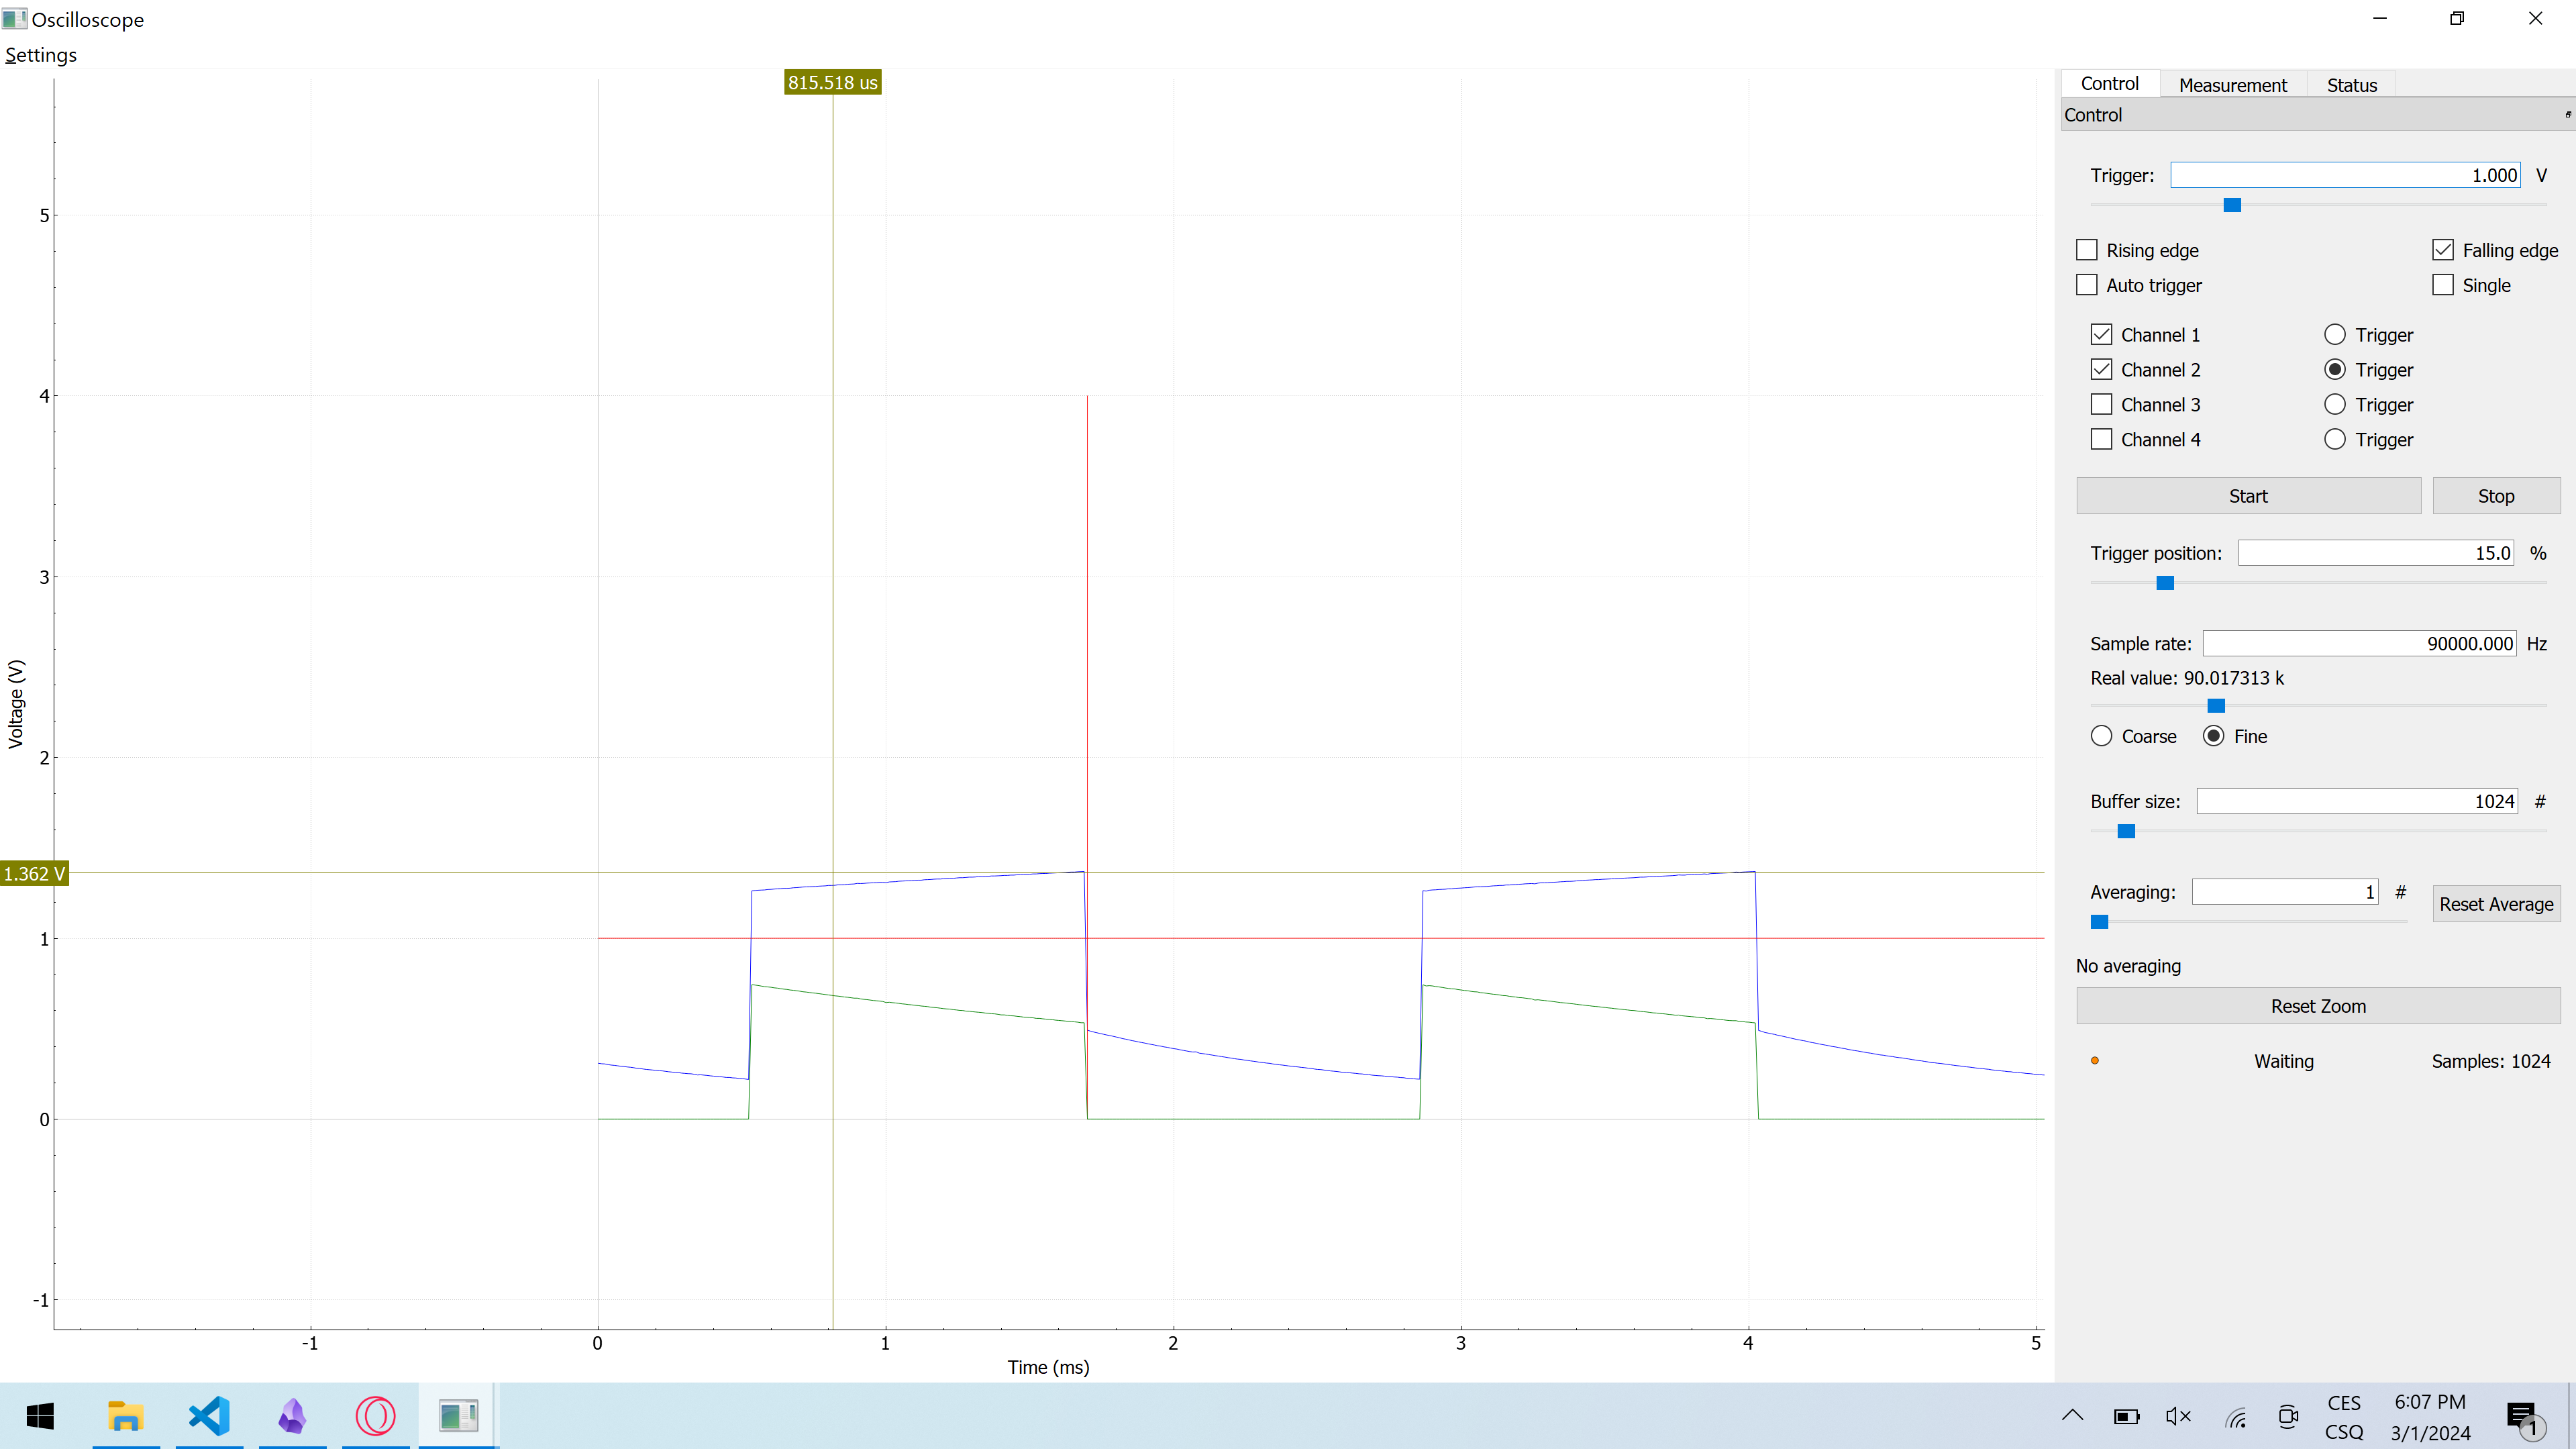 Oscilloscope
Settings
815.518 us
5
4
3
2
1.362 V
1
0
-1
Voltage (V)
-1 0 1 2 3 4 5
Time (ms)
Control Measurement Status
Control
Trigger: 1.000 V
Rising edge Falling edge
Auto trigger Single
Channel 1 Trigger
Channel 2 Trigger
Channel 3 Trigger
Channel 4 Trigger
Start Stop
Trigger position: 15.0 %
Sample rate: 90000.000 Hz
Real value: 90.017313 k
Coarse Fine
Buffer size: 1024 #
Averaging: 1 # Reset Average
No averaging
Reset Zoom
Waiting Samples: 1024
CES 6:07 PM
CSQ 3/1/2024
1